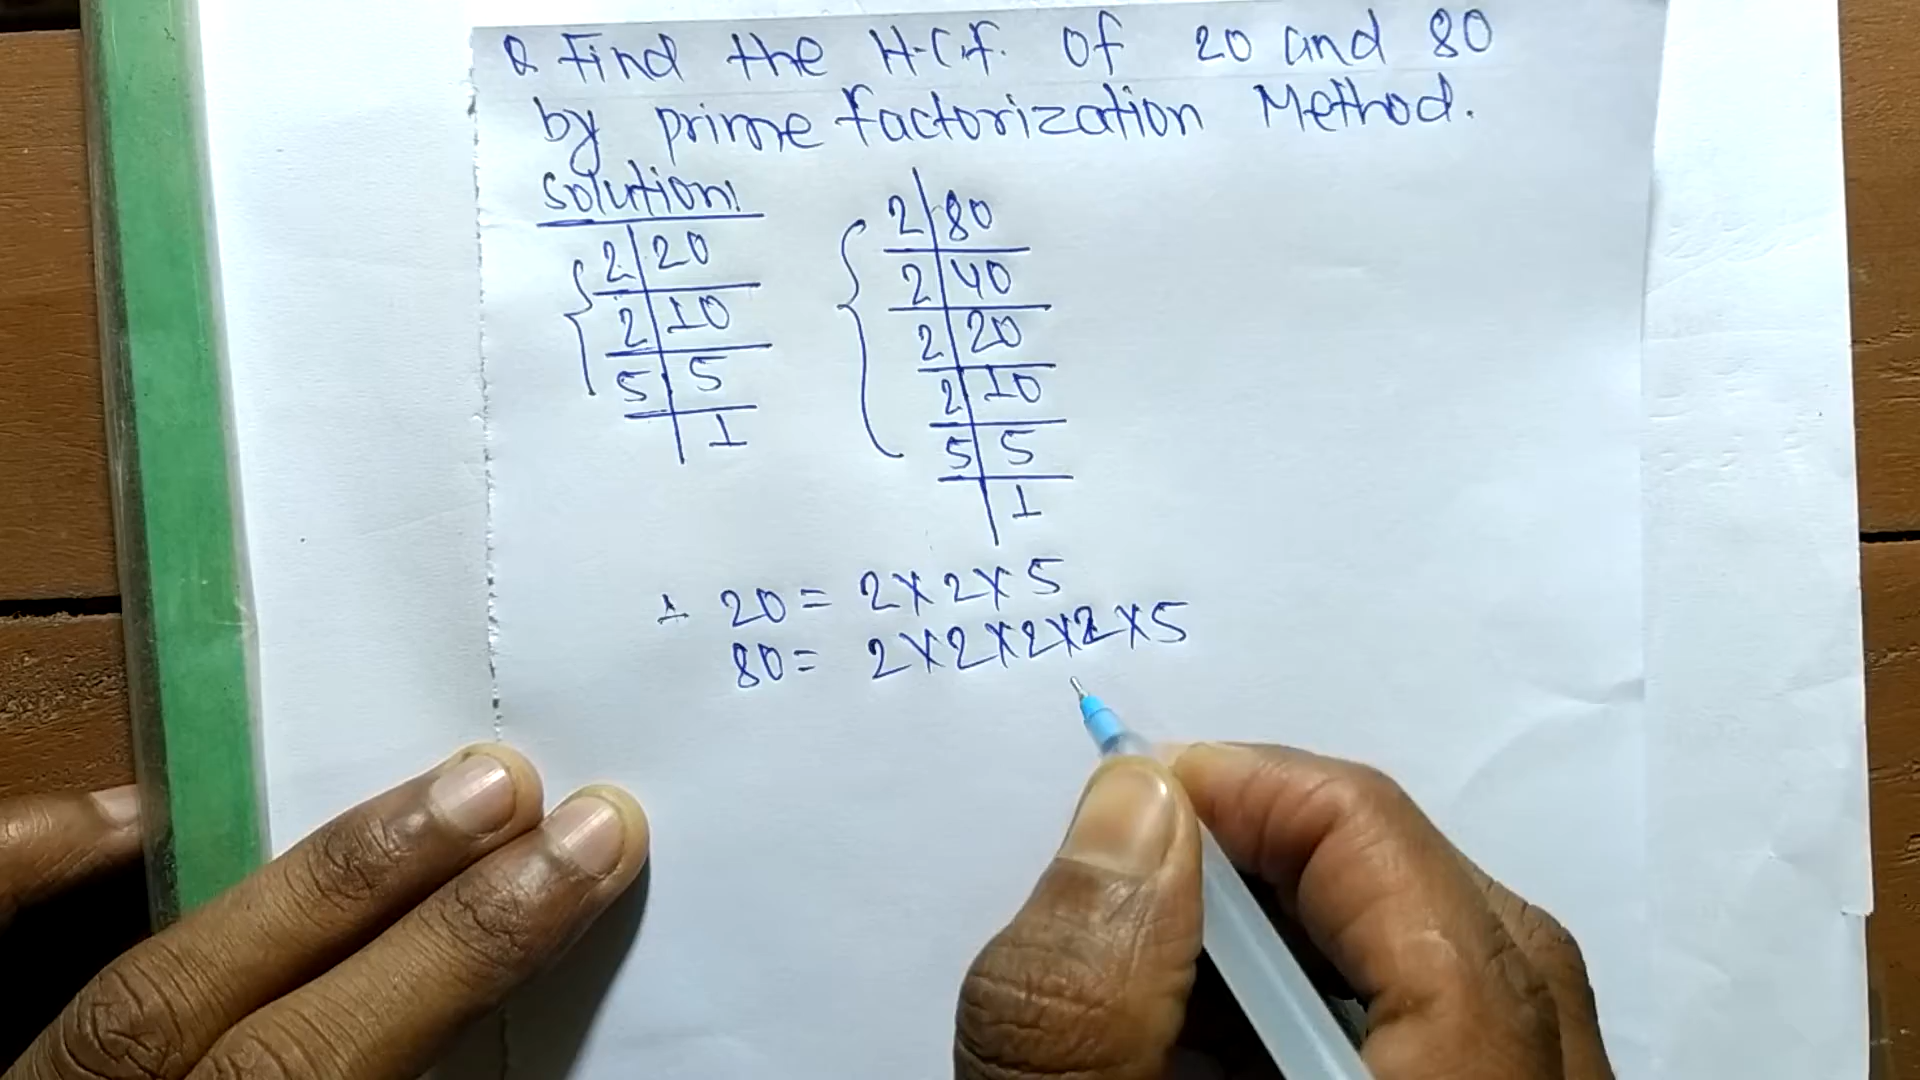 Q Find the H.C.F. Of 20 and 80
by prime factorization Method.
solution:
2 | 20
2 | 10
5 | 5
1
2 | 80
2 | 40
2 | 20
2 | 10
5 | 5
1
∴ 20 = 2×2×5
80 = 2×2×2×2×5